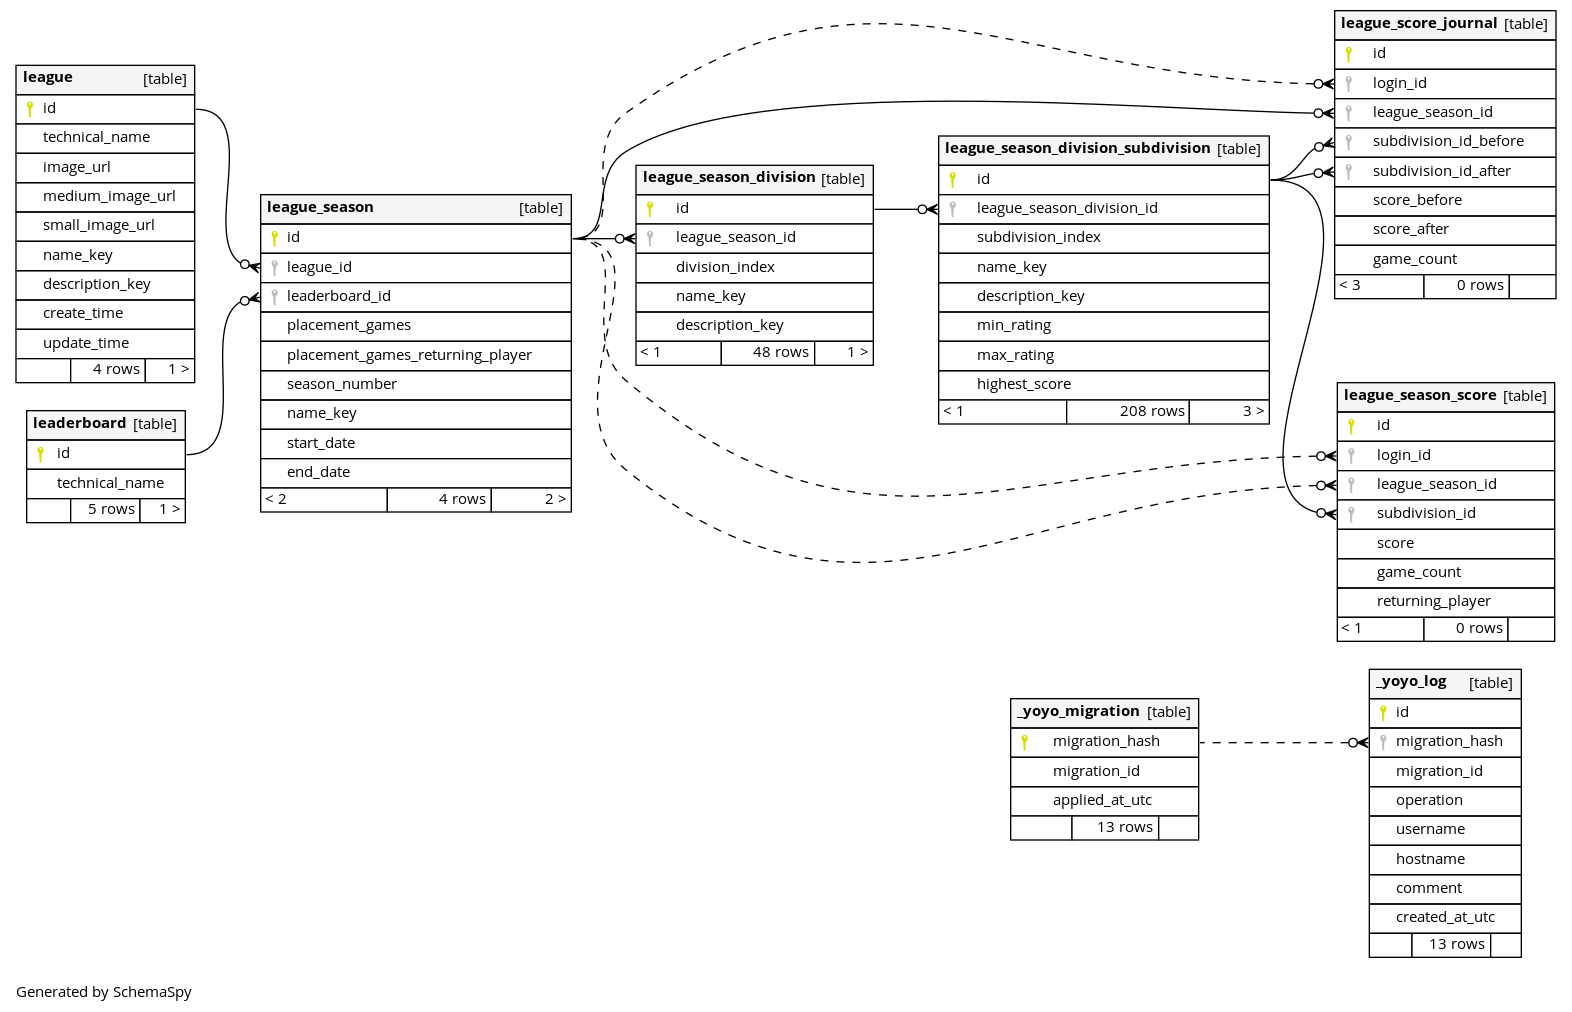 league [table]
id
technical_name
image_url
medium_image_url
small_image_url
name_key
description_key
create_time
update_time
4 rows 1 >
leaderboard [table]
id
technical_name
5 rows 1 >
league_season [table]
id
league_id
leaderboard_id
placement_games
placement_games_returning_player
season_number
name_key
start_date
end_date
< 2 4 rows 2 >
league_season_division [table]
id
league_season_id
division_index
name_key
description_key
< 1 48 rows 1 >
league_season_division_subdivision [table]
id
league_season_division_id
subdivision_index
name_key
description_key
min_rating
max_rating
highest_score
< 1 208 rows 3 >
league_score_journal [table]
id
login_id
league_season_id
subdivision_id_before
subdivision_id_after
score_before
score_after
game_count
< 3 0 rows
league_season_score [table]
id
login_id
league_season_id
subdivision_id
score
game_count
returning_player
< 1 0 rows
_yoyo_migration [table]
migration_hash
migration_id
applied_at_utc
13 rows
_yoyo_log [table]
id
migration_hash
migration_id
operation
username
hostname
comment
created_at_utc
13 rows
Generated by SchemaSpy